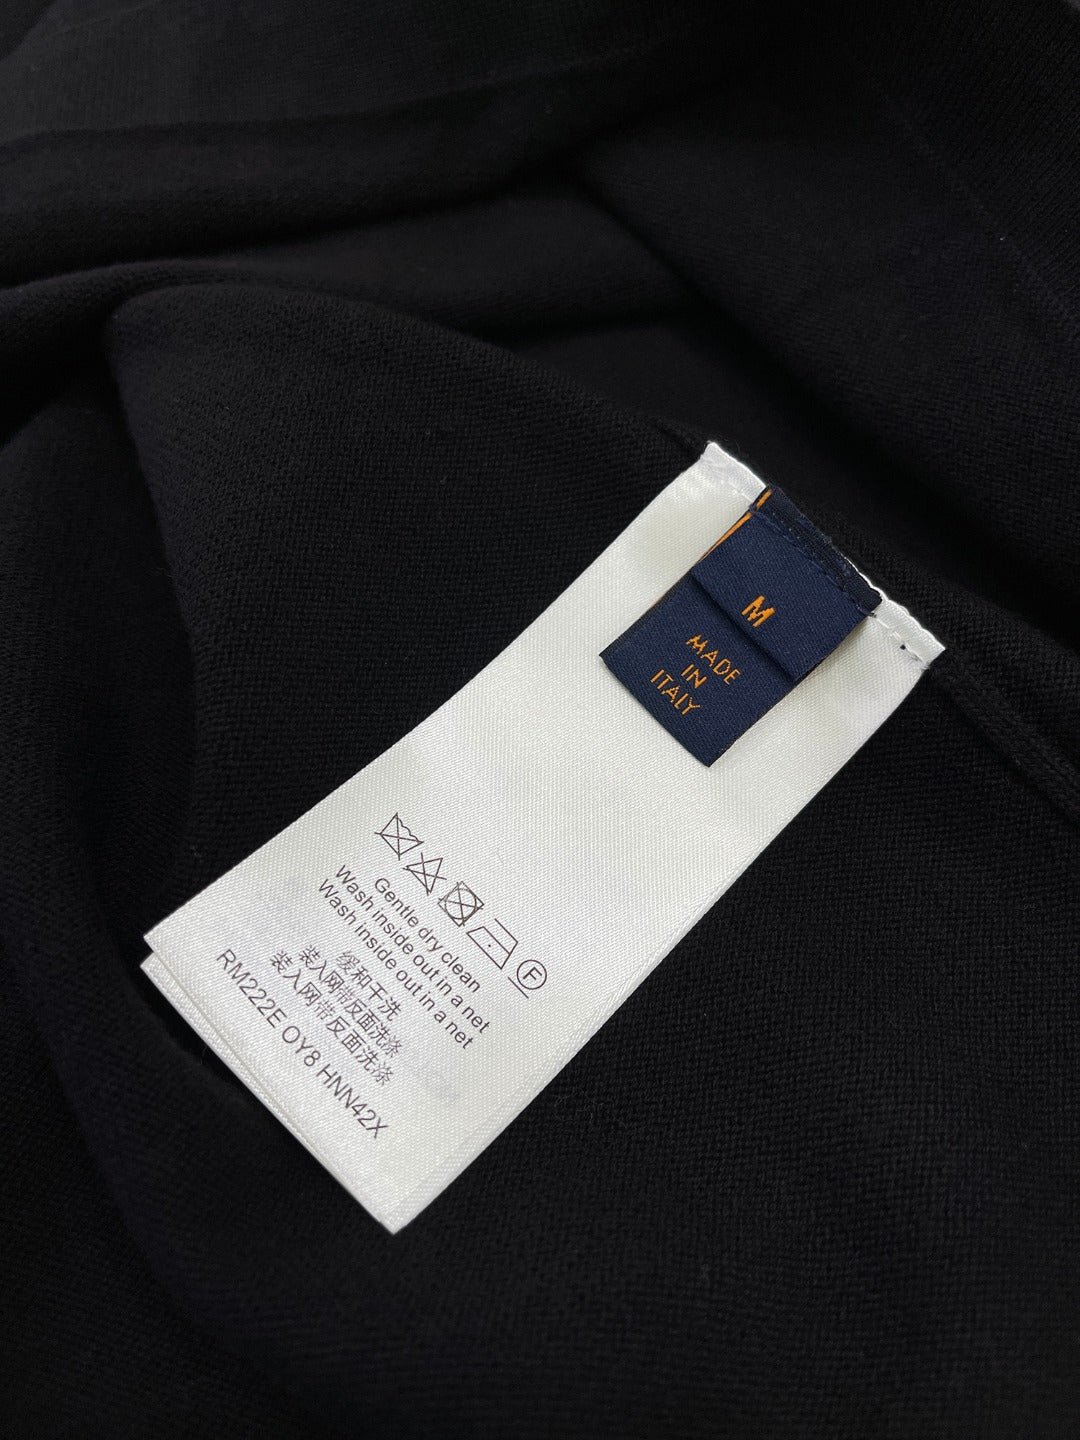 M
MADE
IN
ITALY
F
Gentle dry clean
Wash inside out in a net
Wash inside out in a net
缓和干洗
装入网带反面洗涤
装入网带反面洗涤
RM222E OY8 HNN42X